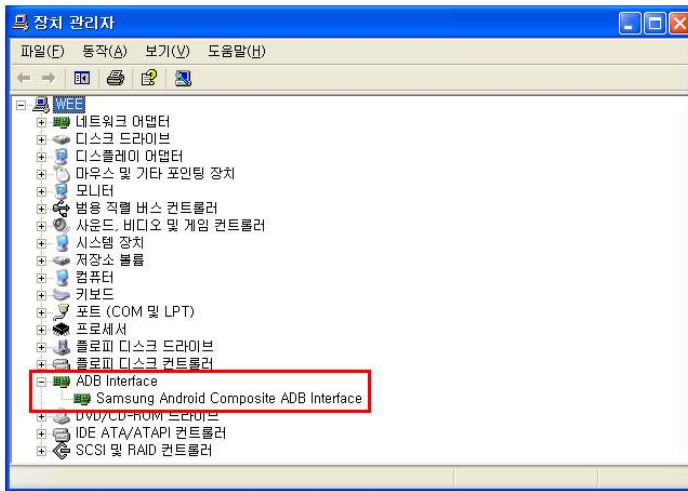 장치 관리자
파일(F) 동작(A) 보기(V) 도움말(H)
WEE
네트워크 어댑터
디스크 드라이브
디스플레이 어댑터
마우스 및 기타 포인팅 장치
모니터
범용 직렬 버스 컨트롤러
사운드, 비디오 및 게임 컨트롤러
시스템 장치
저장소 볼륨
컴퓨터
키보드
포트 (COM 및 LPT)
프로세서
플로피 디스크 드라이브
플로피 디스크 컨트롤러
ADB Interface
Samsung Android Composite ADB Interface
DVD/CD-ROM 드라이브
IDE ATA/ATAPI 컨트롤러
SCSI 및 RAID 컨트롤러